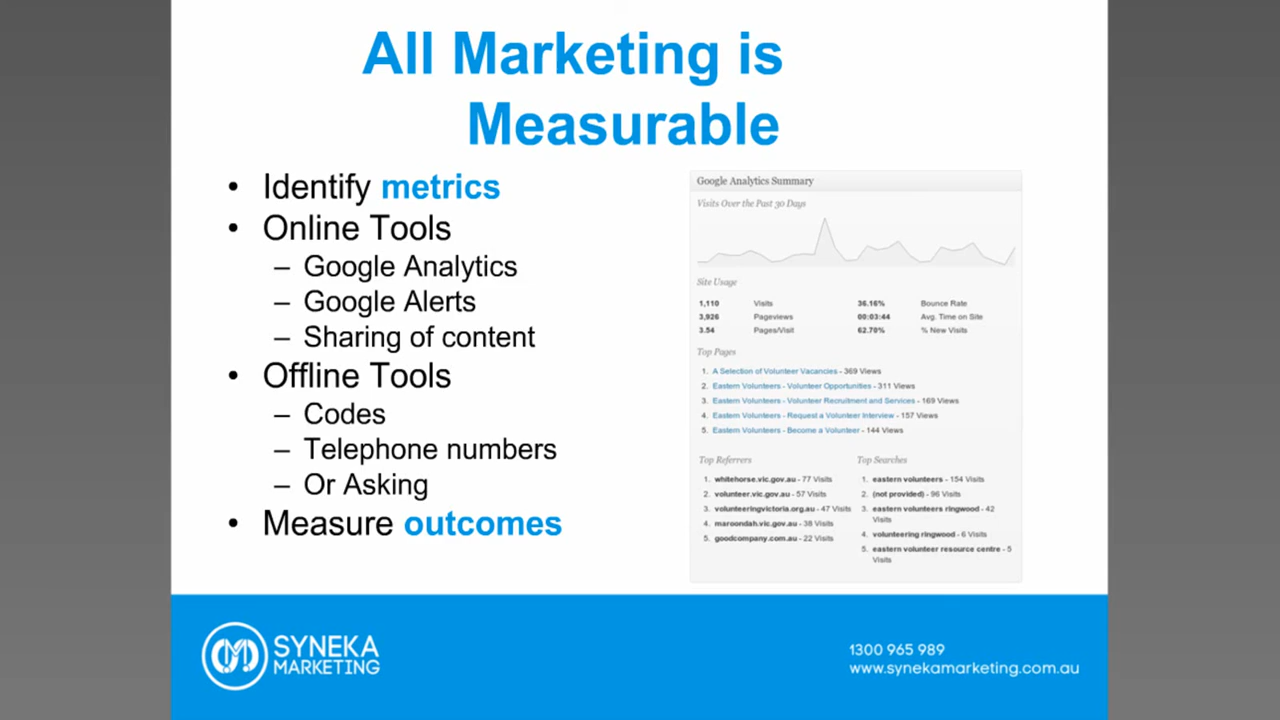 All Marketing is
Measurable
• Identify metrics
• Online Tools
– Google Analytics
– Google Alerts
– Sharing of content
• Offline Tools
– Codes
– Telephone numbers
– Or Asking
• Measure outcomes
Google Analytics Summary
Visits Over the Past 30 Days
Site Usage
1,110 Visits 36.16% Bounce Rate
3,926 Pageviews 00:03:44 Avg. Time on Site
3.54 Pages/Visit 62.70% % New Visits
Top Pages
1. A Selection of Volunteer Vacancies - 369 Views
2. Eastern Volunteers - Volunteer Opportunities - 311 Views
3. Eastern Volunteers - Volunteer Recruitment and Services - 169 Views
4. Eastern Volunteers - Request a Volunteer Interview - 157 Views
5. Eastern Volunteers - Become a Volunteer - 144 Views
Top Referrers
1. whitehorse.vic.gov.au - 77 Visits
2. volunteer.vic.gov.au - 57 Visits
3. volunteeringvictoria.org.au - 47 Visits
4. maroondah.vic.gov.au - 38 Visits
5. goodcompany.com.au - 22 Visits
Top Searches
1. eastern volunteers - 154 Visits
2. (not provided) - 96 Visits
3. eastern volunteers ringwood - 42
Visits
4. volunteering ringwood - 6 Visits
5. eastern volunteer resource centre - 5
Visits
SYNEKA
MARKETING
1300 965 989
www.synekamarketing.com.au